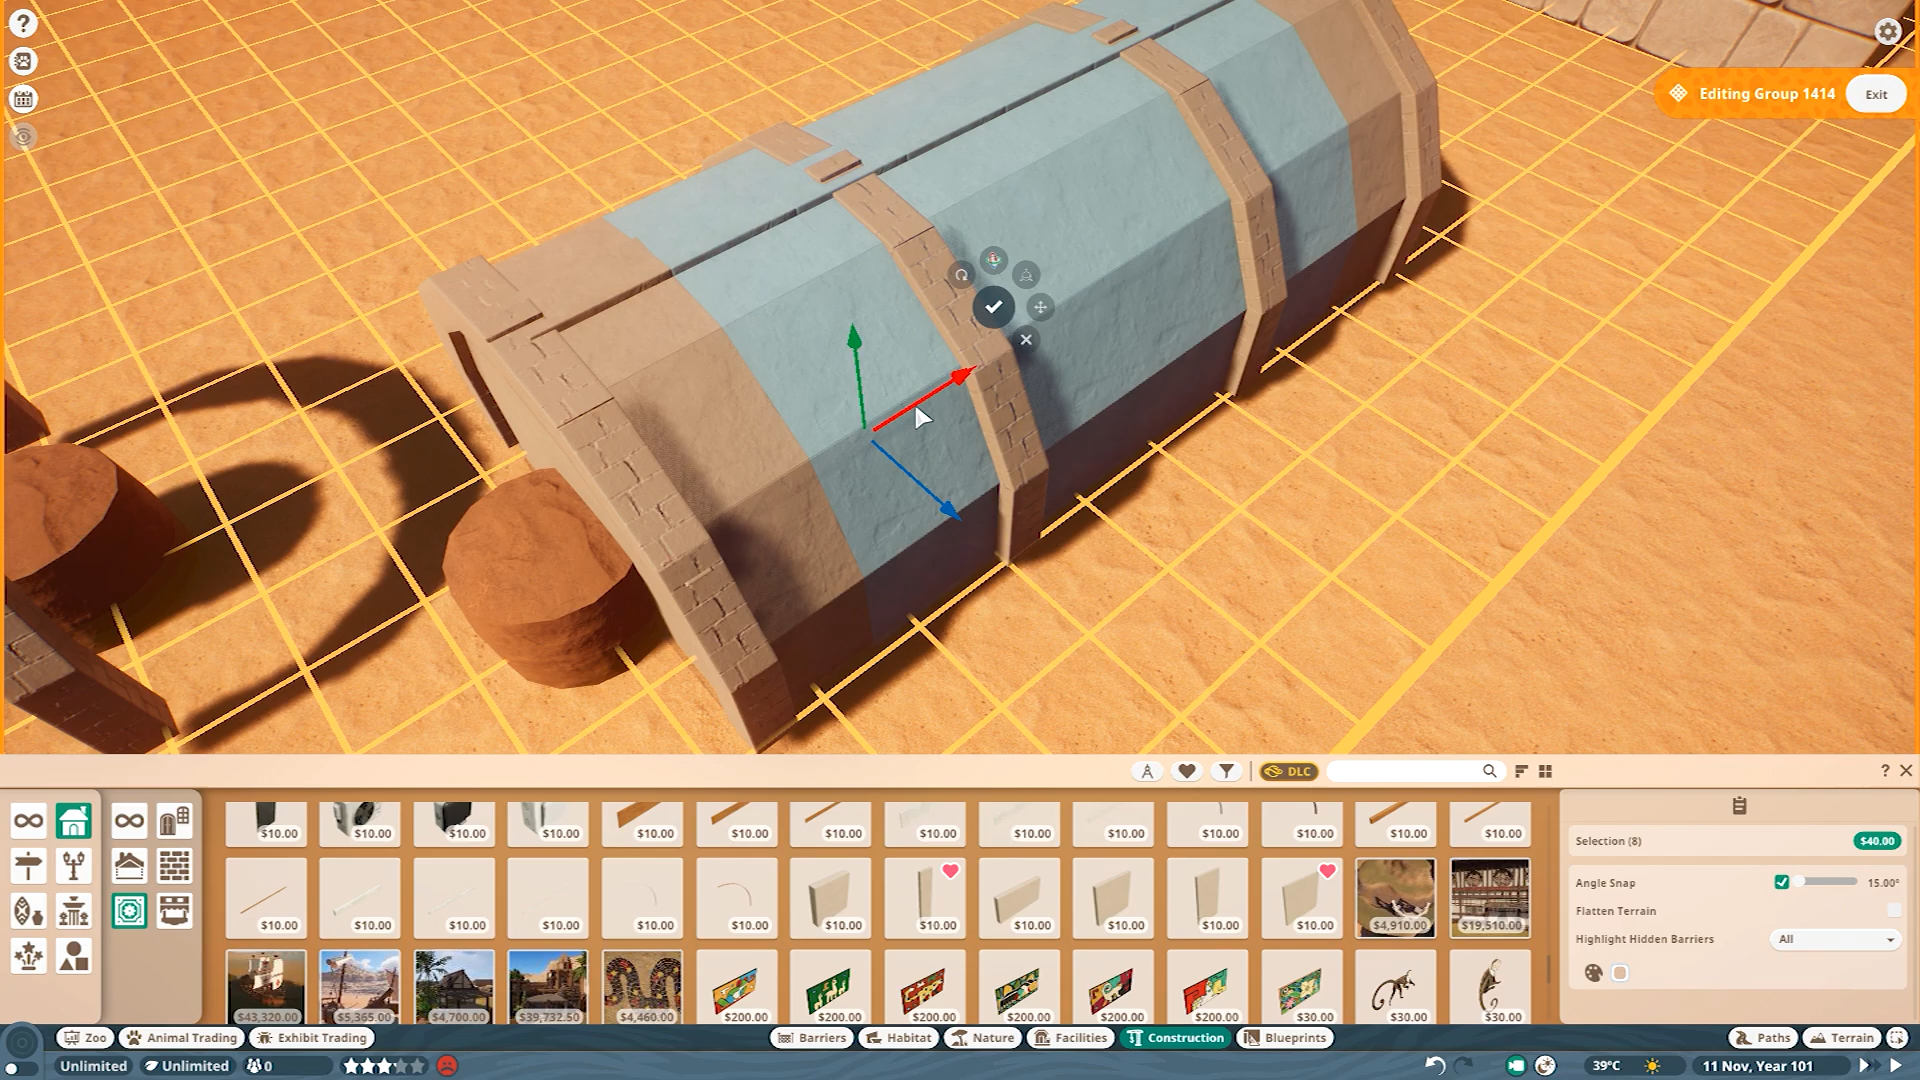 ?
Editing Group 1414
Exit
DLC
?
$10.00 $10.00 $10.00 $10.00 $10.00 $10.00 $10.00 $10.00 $10.00 $10.00 $10.00 $10.00 $10.00 $10.00
$10.00 $10.00 $10.00 $10.00 $10.00 $10.00 $10.00 $10.00 $10.00 $10.00 $10.00 $10.00 $4,910.00 $19,510.00
$43,320.00 $5,365.00 $4,700.00 $39,732.50 $4,460.00 $200.00 $200.00 $200.00 $200.00 $200.00 $200.00 $30.00 $30.00 $30.00
Selection (8) $40.00
Angle Snap 15.00°
Flatten Terrain
Highlight Hidden Barriers All
Zoo Animal Trading Exhibit Trading Barriers Habitat Nature Facilities Construction Blueprints Paths Terrain
Unlimited Unlimited 0 39°C 11 Nov, Year 101